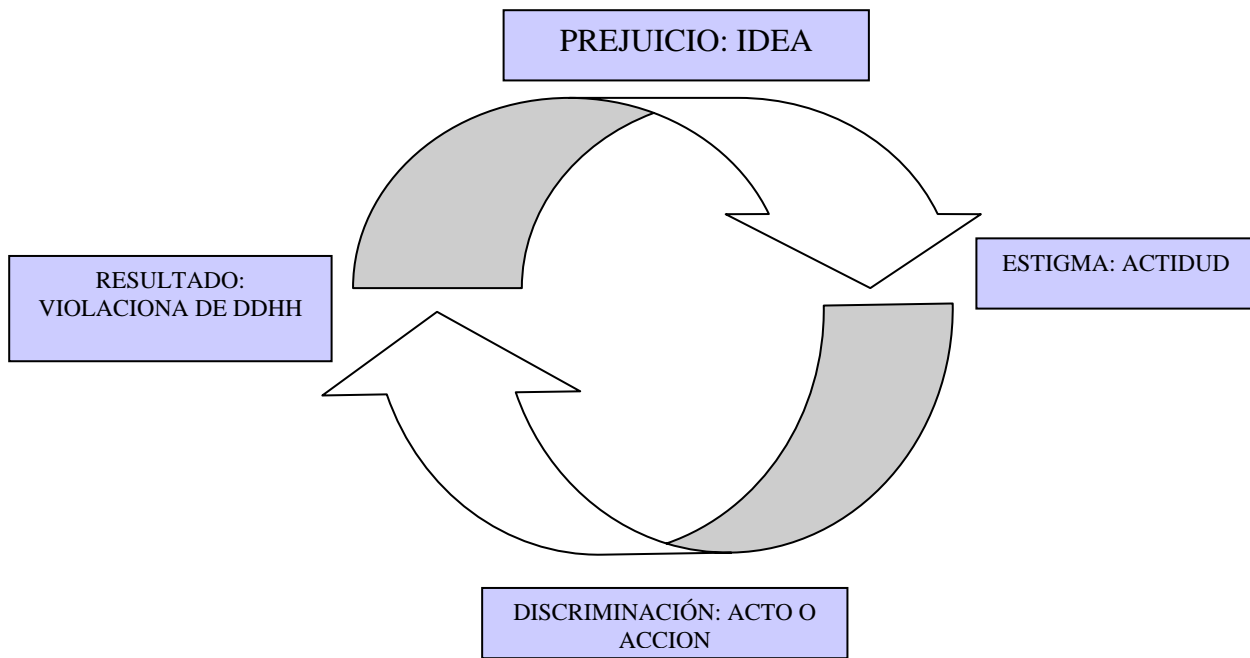 PREJUICIO: IDEA
ESTIGMA: ACTIDUD
RESULTADO:
VIOLACIONA DE DDHH
DISCRIMINACIÓN: ACTO O
ACCION